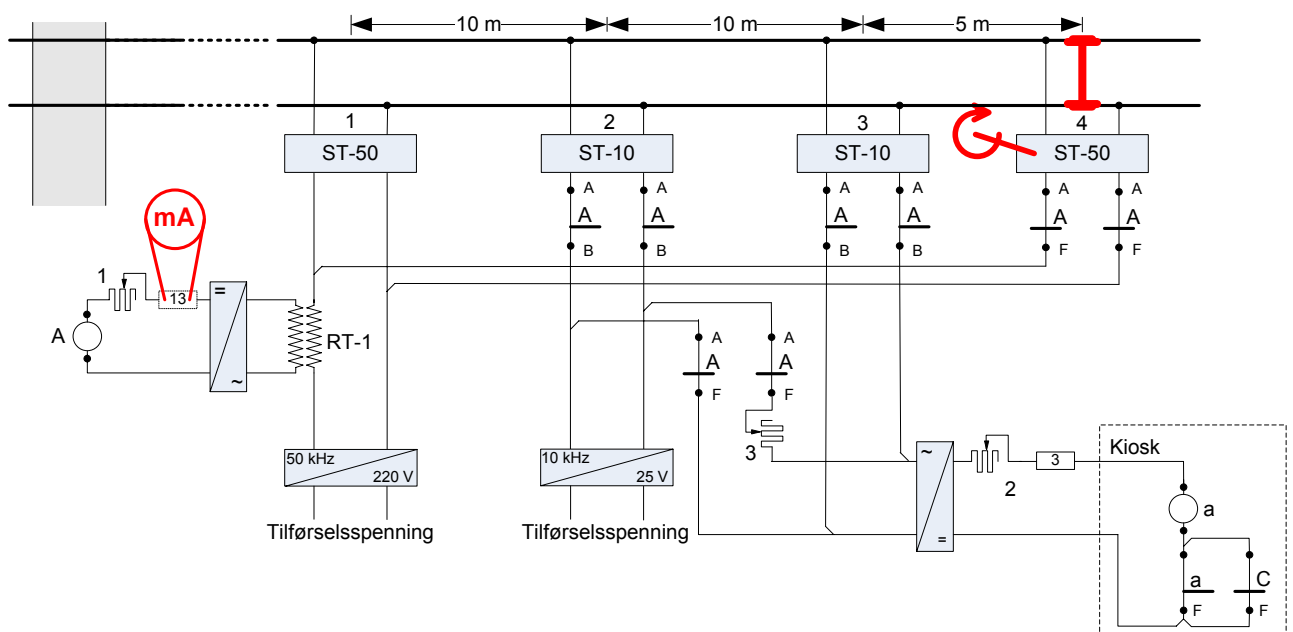 10 m 10 m 5 m
1 2 3 4
ST-50 ST-10 ST-10 ST-50
A A A A A A
A A A A A A
B B B B F F
mA
1
13
=
~
A
RT-1
A A
A A
F F
3
50 kHz
220 V
10 kHz
25 V
Tilførselsspenning Tilførselsspenning
~
=
2
3
Kiosk
a
a C
F F